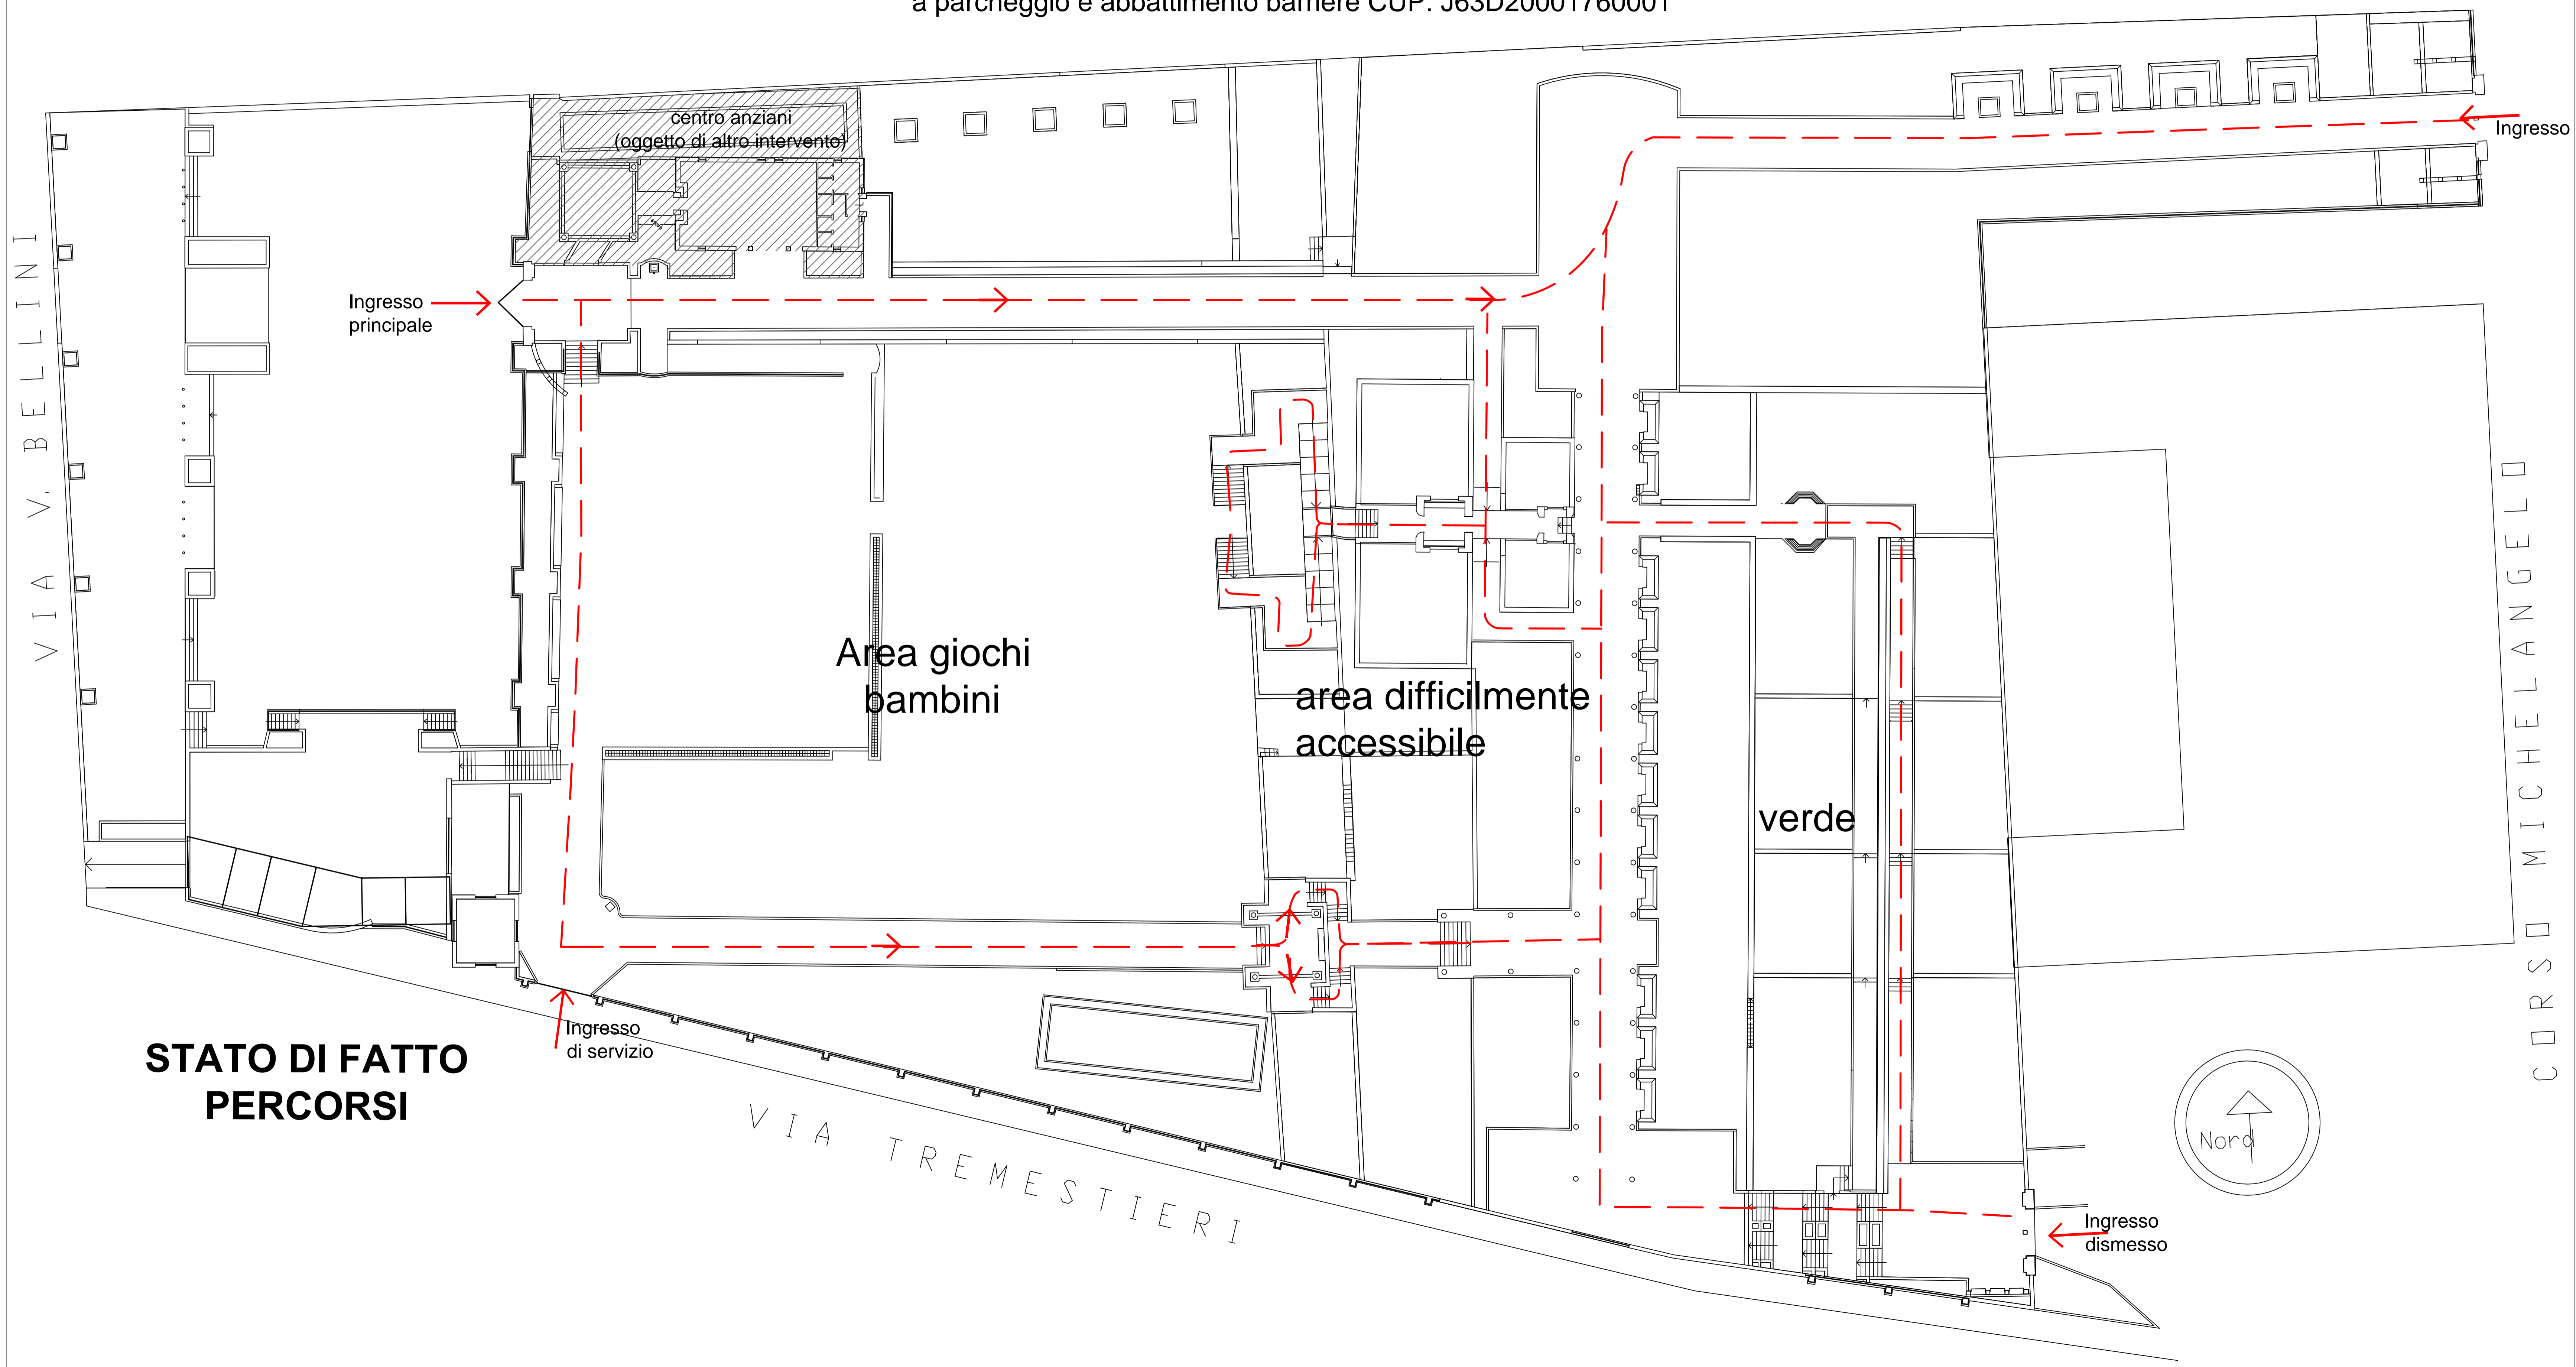 a parcheggio e abbattimento barriere CUP. J63D20001760001
centro anziani
(oggetto di altro intervento)
Ingresso
Ingresso
principale
VIA V. BELLINI
Area giochi
bambini
area difficilmente
accessibile
verde
CORSO MICHELANGELO
Ingresso
di servizio
STATO DI FATTO
PERCORSI
VIA TREMESTIERI
Nord
Ingresso
dismesso